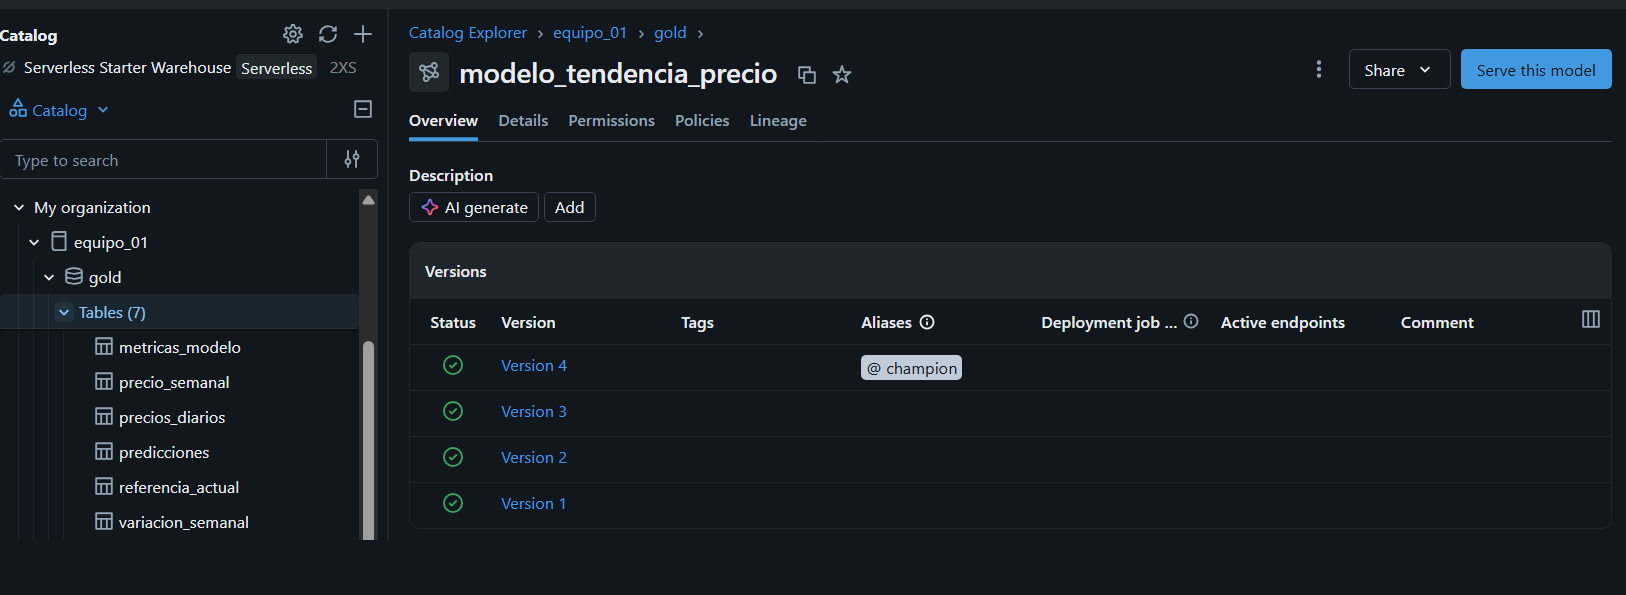 Catalog
Serverless Starter Warehouse Serverless 2XS
Catalog
Type to search
My organization
equipo_01
gold
Tables (7)
metricas_modelo
precio_semanal
precios_diarios
predicciones
referencia_actual
variacion_semanal
Catalog Explorer › equipo_01 › gold ›
modelo_tendencia_precio
Share
Serve this model
Overview Details Permissions Policies Lineage
Description
AI generate Add
Versions
Status Version Tags Aliases Deployment job ... Active endpoints Comment
Version 4 @ champion
Version 3
Version 2
Version 1